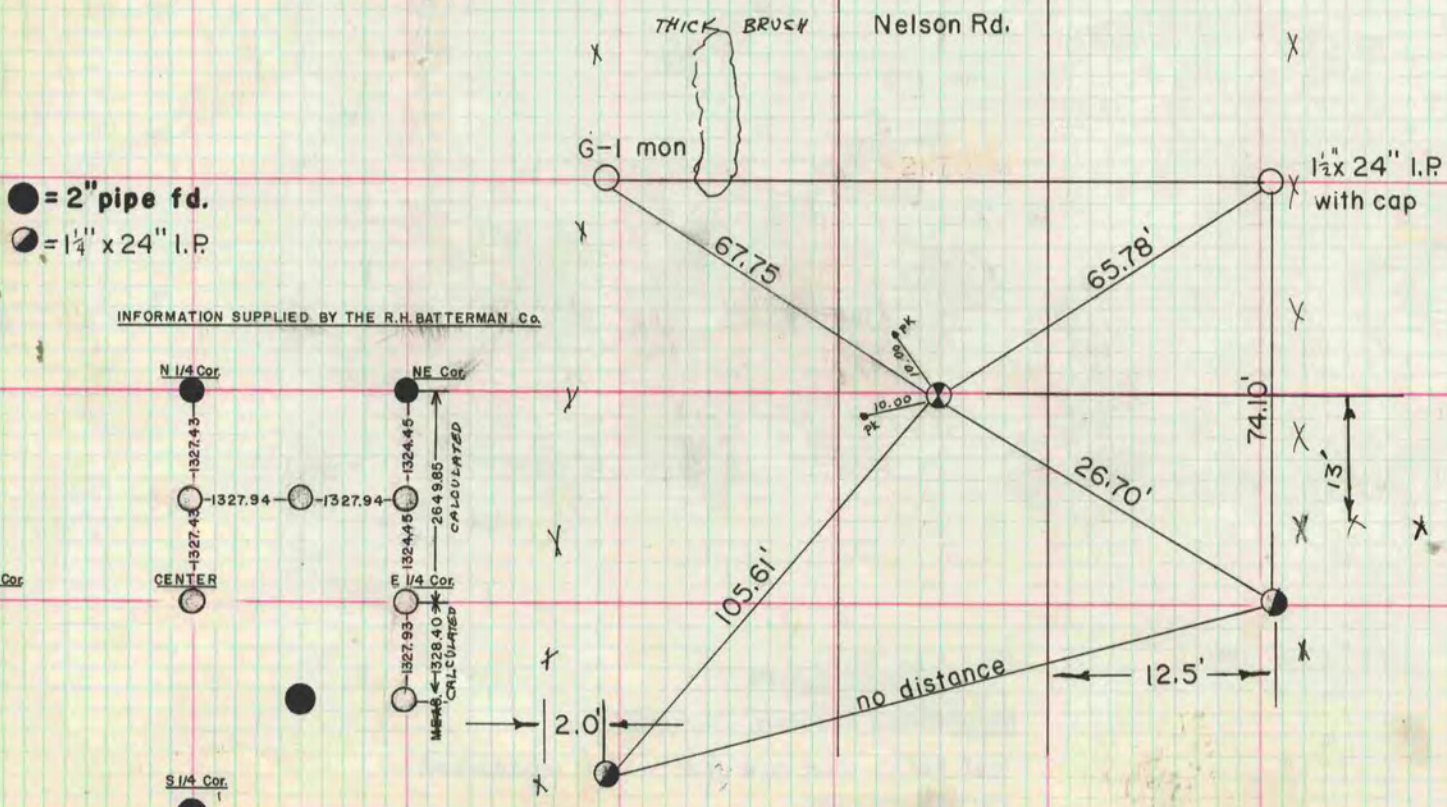 THICK BRUSH
Nelson Rd.
G-1 mon
1½" x 24" I.P.
with cap
= 2" pipe fd.
= 1¼" x 24" I.P.
67.75
65.78'
INFORMATION SUPPLIED BY THE R.H. BATTERMAN Co.
pk
10.00
10.00
pk
74.10'
13'
26.70'
105.61'
no distance
12.5'
2.0'
N 1/4 Cor.
NE Cor.
1327.43
1324.45
2649.85
CALCULATED
1327.94
1327.94
1327.43
1324.45
Cor.
CENTER
E 1/4 Cor.
1327.93
1328.40
CALCULATED
MEAS.
S 1/4 Cor.